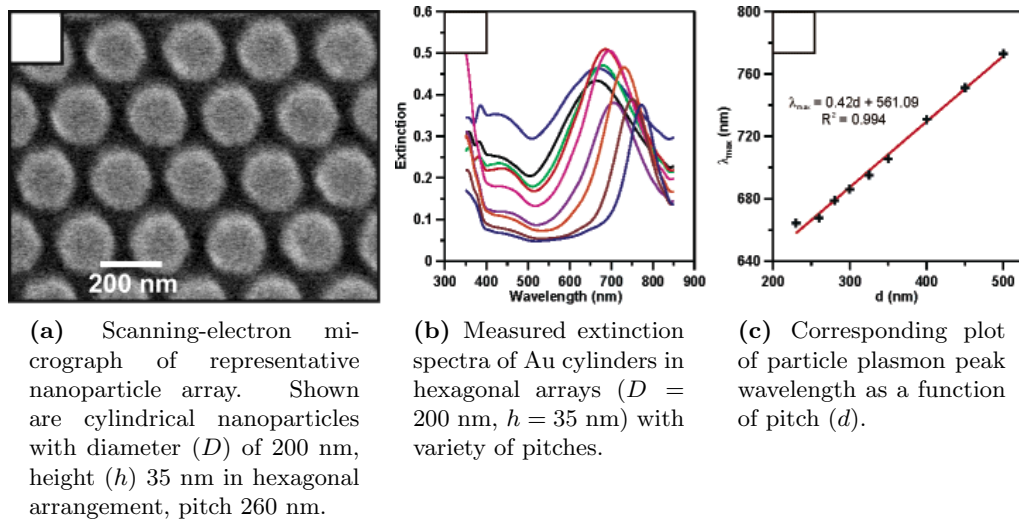 200 nm
0.6
0.5
0.4
0.3
0.2
0.1
0
Extinction
300 400 500 600 700 800 900
Wavelength (nm)
800
760
720
680
640
λmax (nm)
λmax = 0.42d + 561.09
R² = 0.994
200 300 400 500
d (nm)
(a) Scanning-electron mi-
crograph of representative
nanoparticle array. Shown
are cylindrical nanoparticles
with diameter (D) of 200 nm,
height (h) 35 nm in hexagonal
arrangement, pitch 260 nm.
(b) Measured extinction
spectra of Au cylinders in
hexagonal arrays (D =
200 nm, h = 35 nm) with
variety of pitches.
(c) Corresponding plot
of particle plasmon peak
wavelength as a function
of pitch (d).